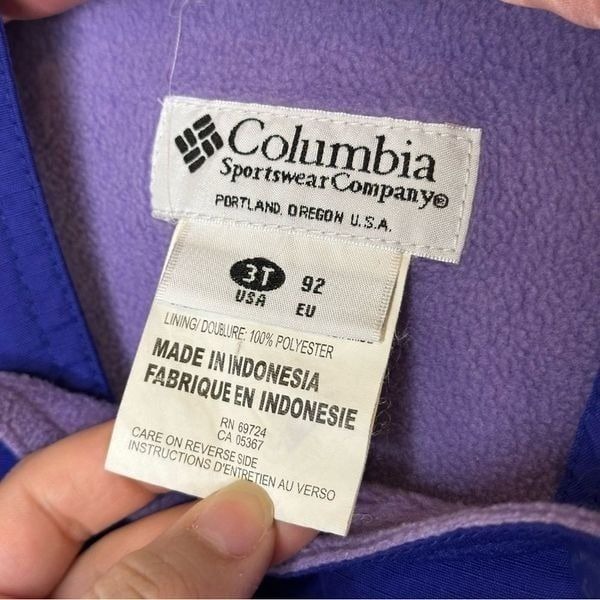 Columbia
Sportswear Company®
PORTLAND, OREGON U.S.A.
3T 92
USA EU
LINING/ DOUBLURE: 100% POLYESTER
MADE IN INDONESIA
FABRIQUE EN INDONESIE
RN 69724
CA 05367
CARE ON REVERSE SIDE
INSTRUCTIONS D'ENTRETIEN AU VERSO